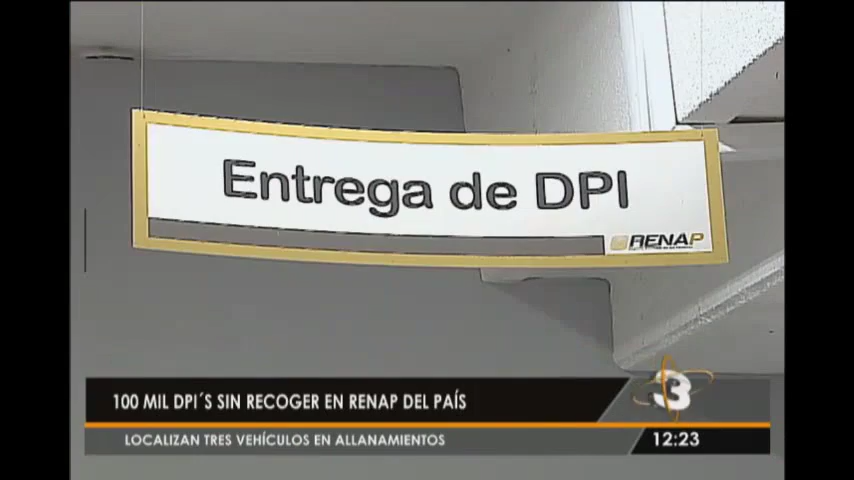 Entrega de DPI
RENAP
100 MIL DPI´S SIN RECOGER EN RENAP DEL PAÍS
3
LOCALIZAN TRES VEHÍCULOS EN ALLANAMIENTOS
12:23